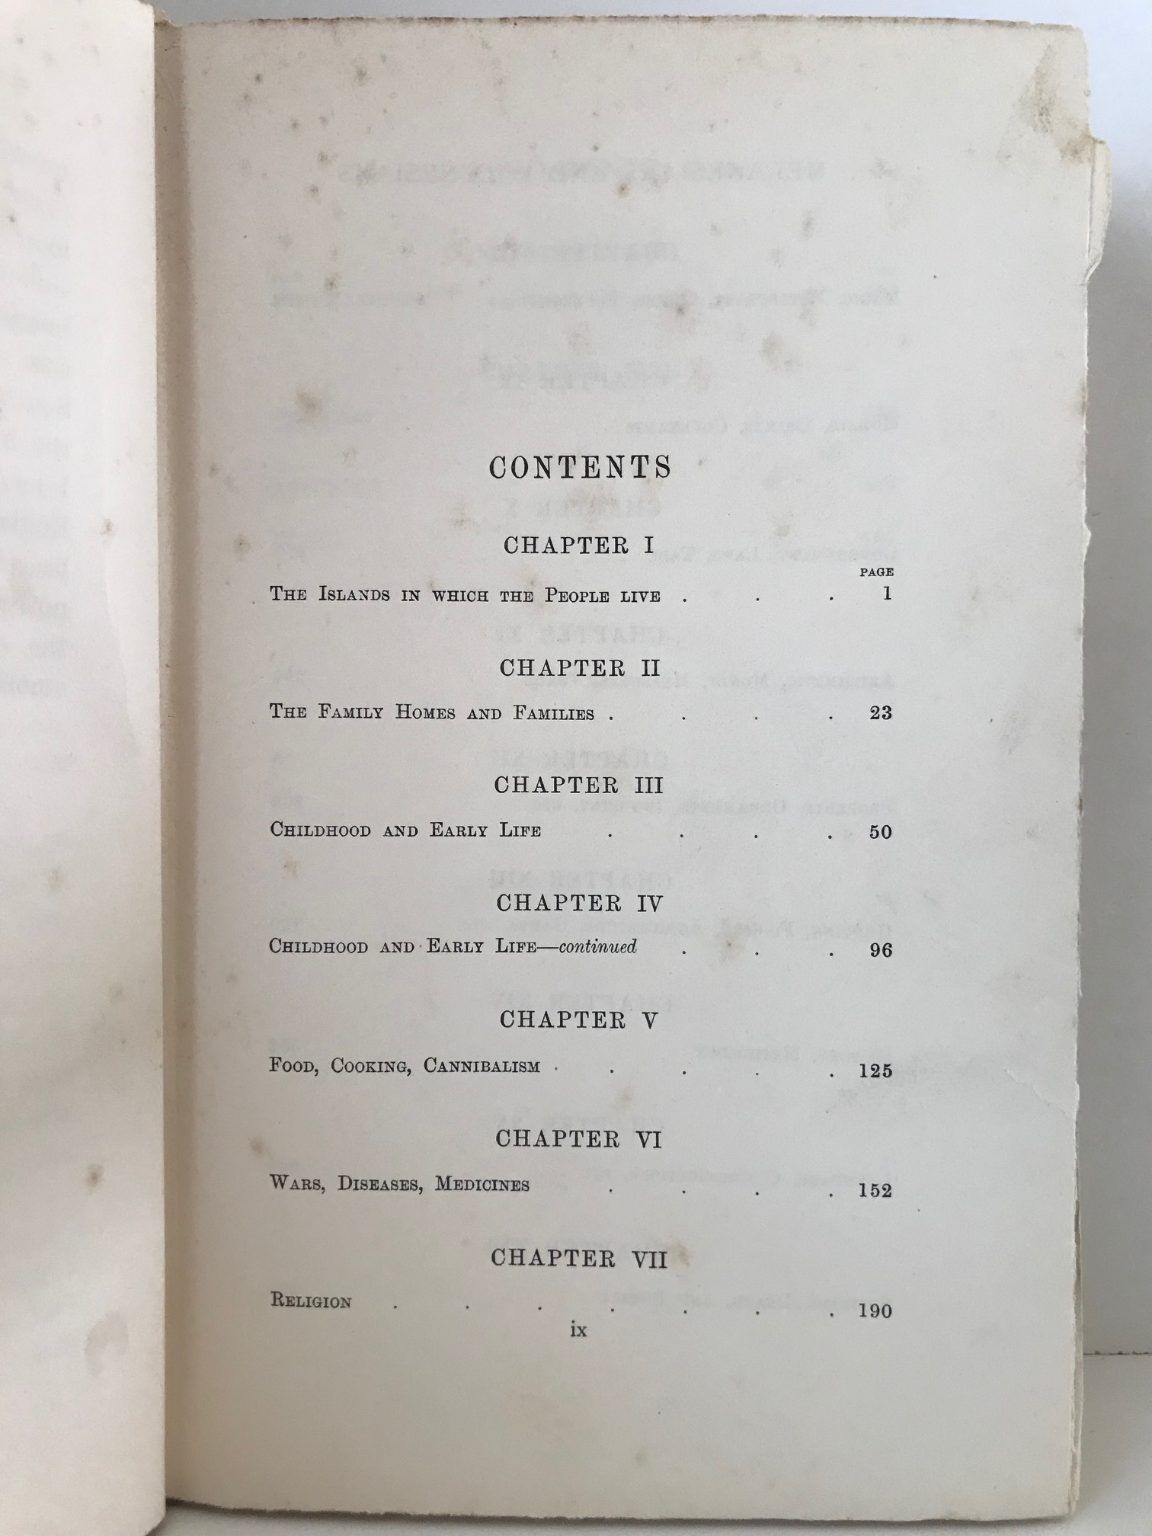 CONTENTS
CHAPTER I
PAGE
THE ISLANDS IN WHICH THE PEOPLE LIVE . . . 1
CHAPTER II
THE FAMILY HOMES AND FAMILIES . . . . 23
CHAPTER III
CHILDHOOD AND EARLY LIFE . . . . 50
CHAPTER IV
CHILDHOOD AND EARLY LIFE—continued . . . 96
CHAPTER V
FOOD, COOKING, CANNIBALISM . . . . . 125
CHAPTER VI
WARS, DISEASES, MEDICINES . . . . 152
CHAPTER VII
RELIGION . . . . . . . 190
ix